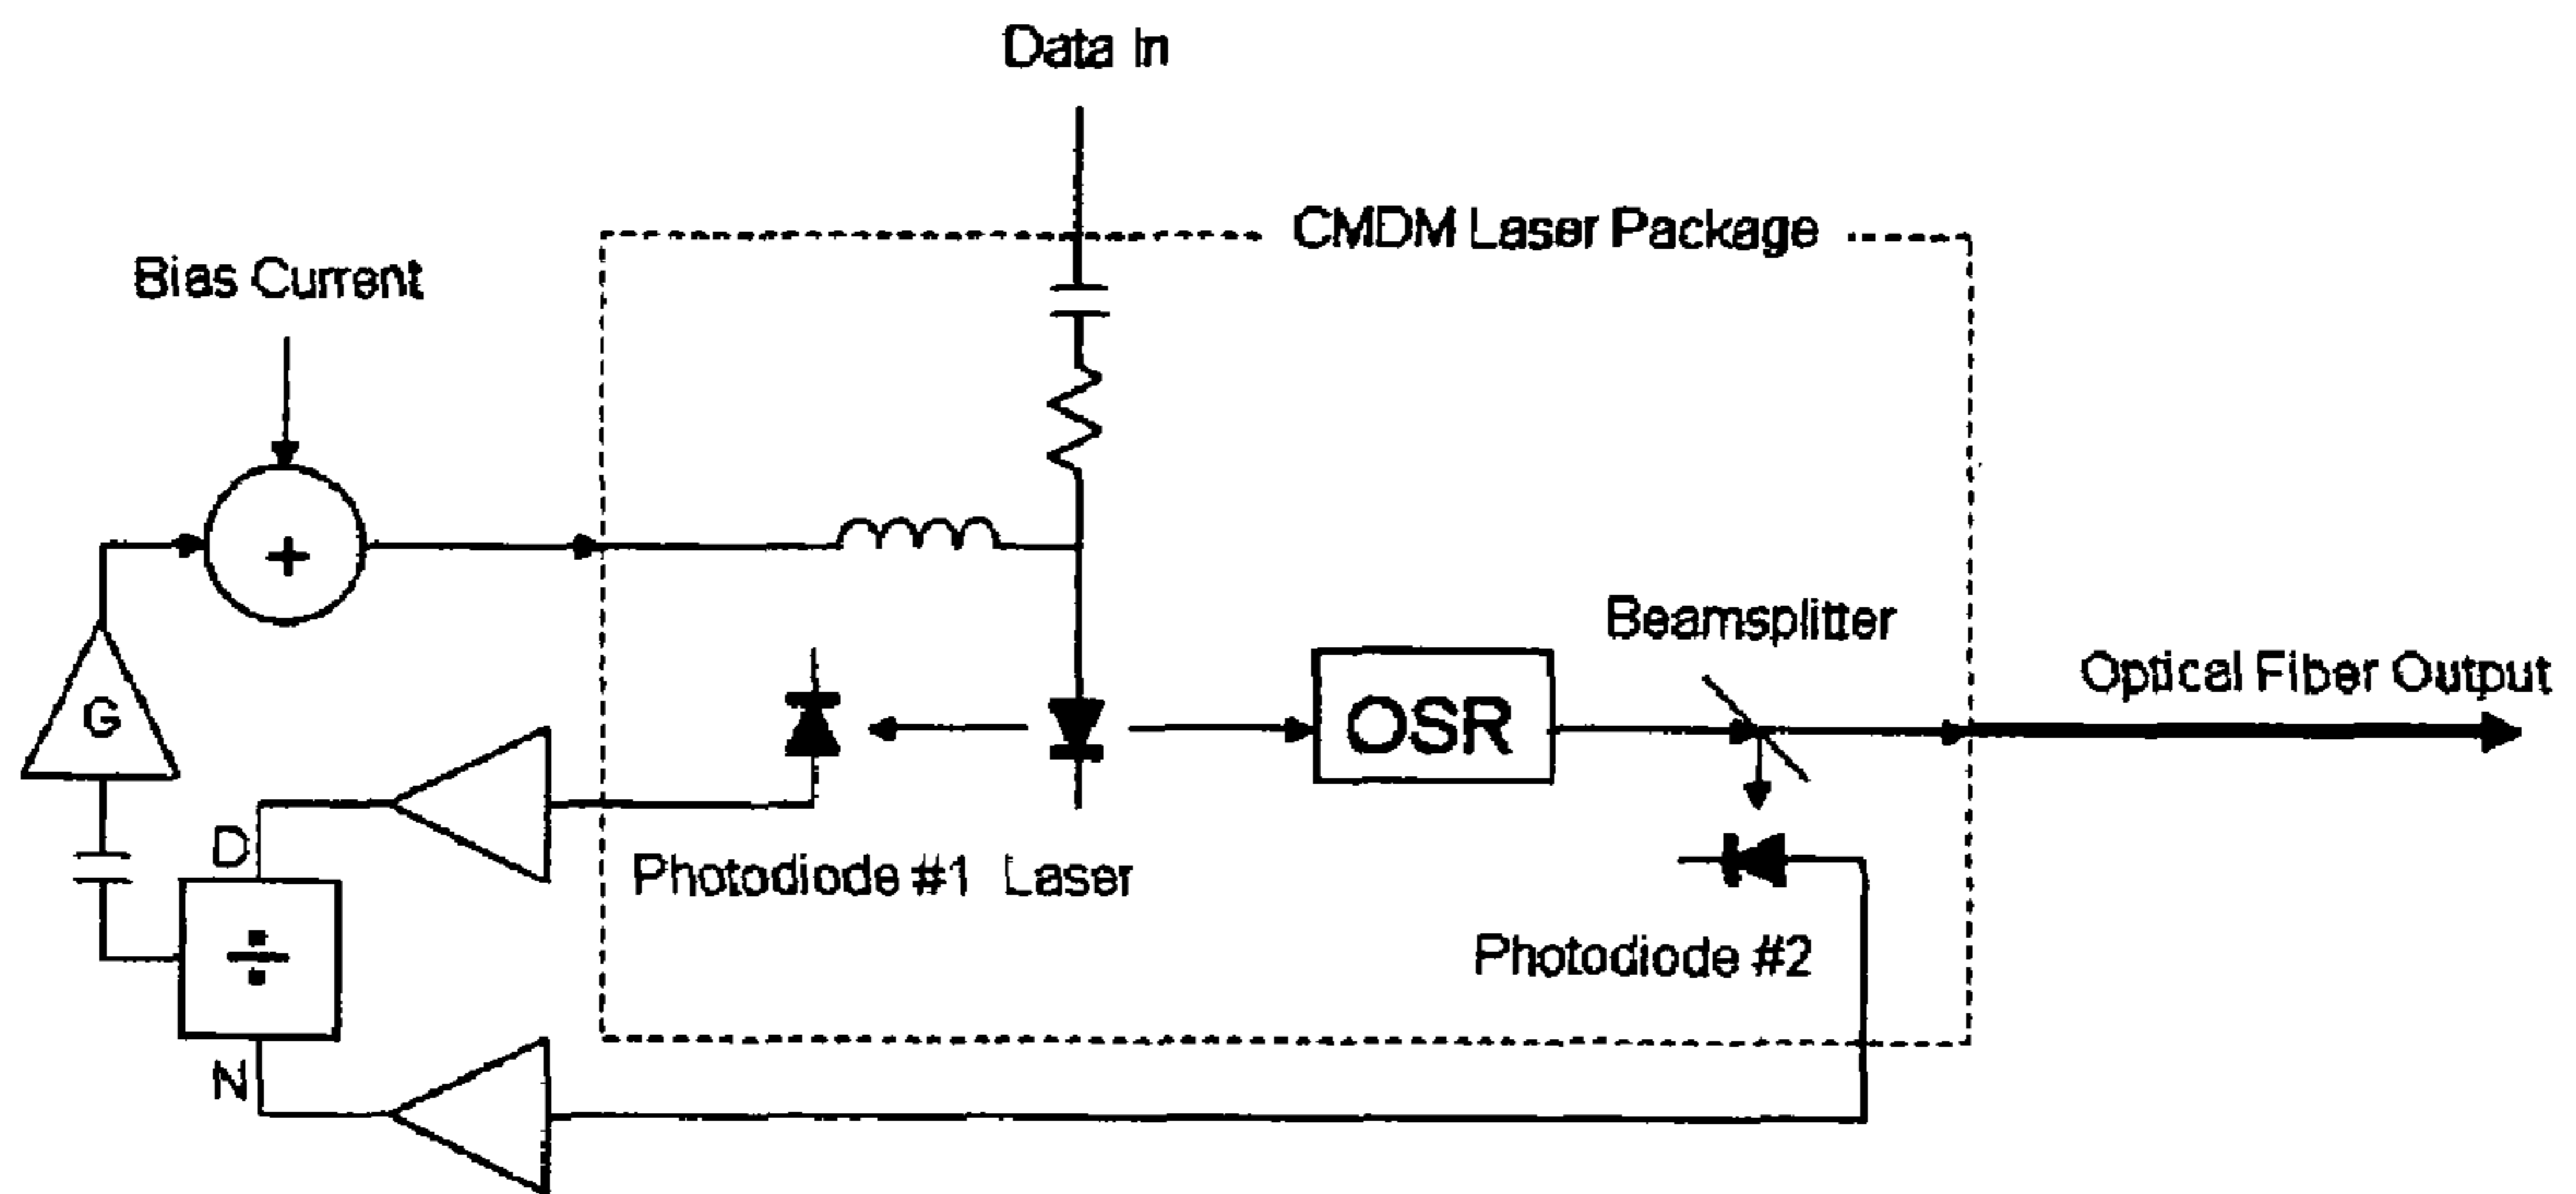 Data In
CMDM Laser Package
Bias Current
+
Beamsplitter
Optical Fiber Output
G
OSR
D
Photodiode #1 Laser
÷
Photodiode #2
N